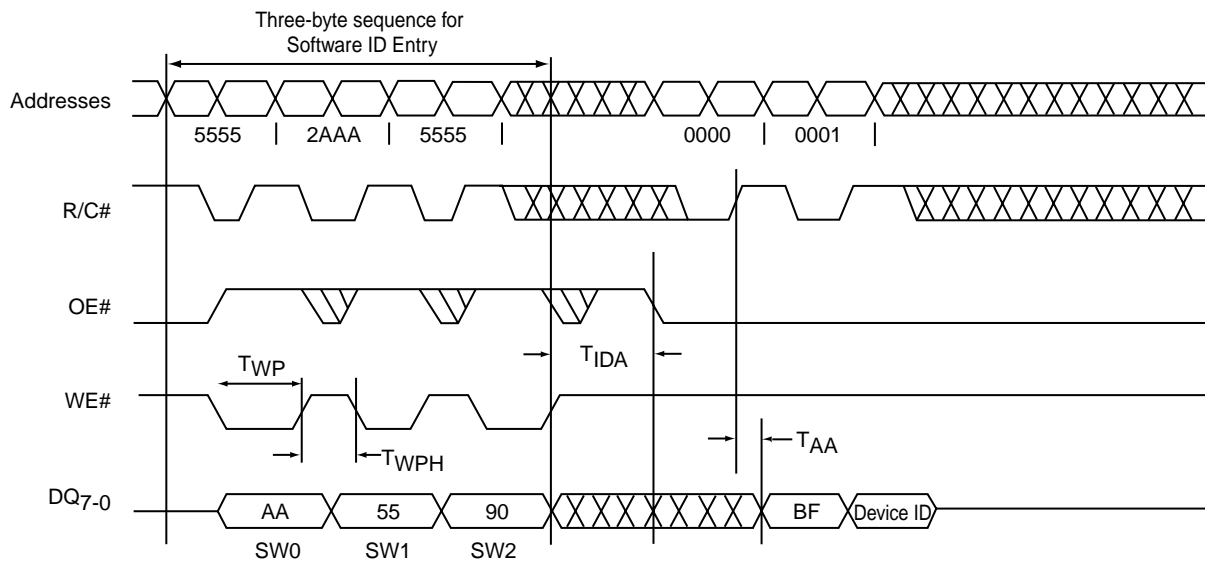 Three-byte sequence for
Software ID Entry
Addresses
5555 2AAA 5555 0000 0001
R/C#
OE#
TIDA
TWP
WE#
TAA
TWPH
DQ7-0
AA 55 90 BF Device ID
SW0 SW1 SW2